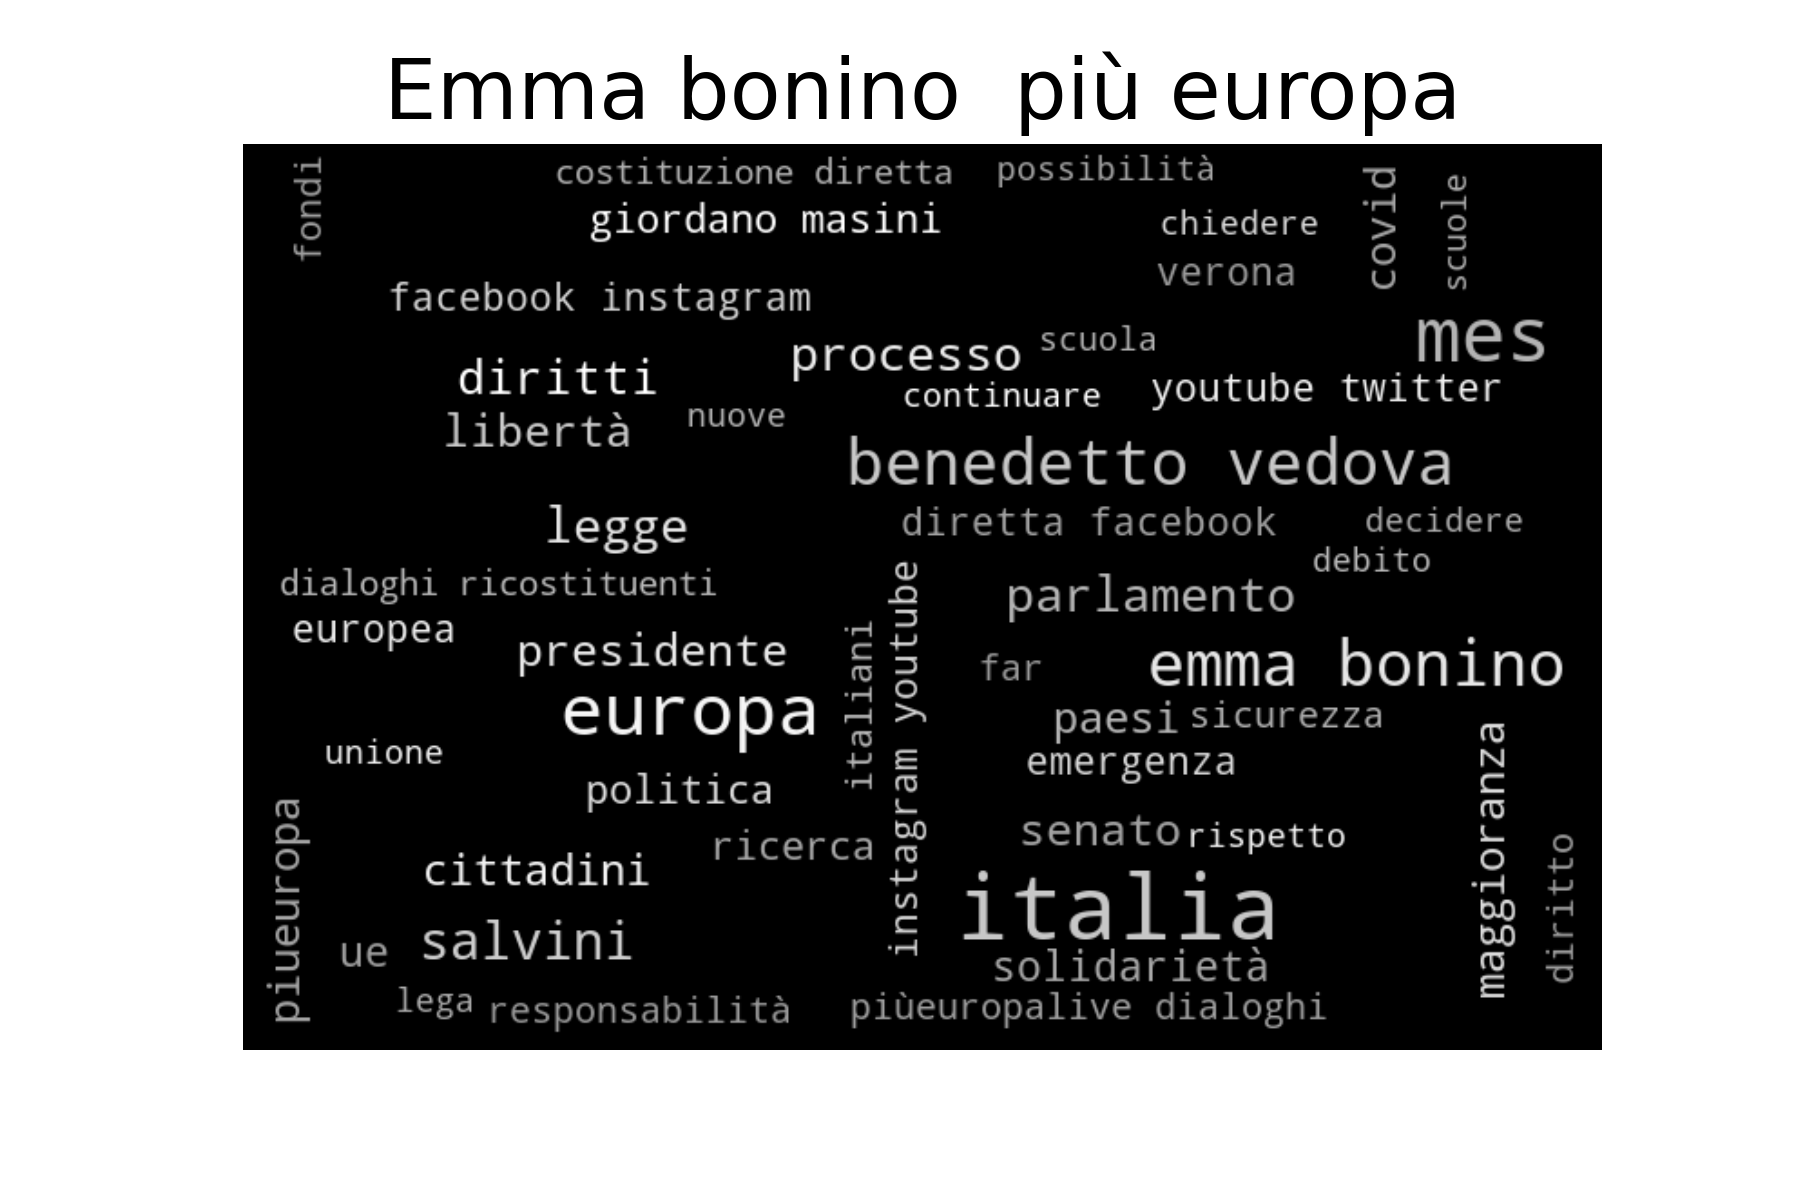 Emma bonino  più europa
fondi
costituzione diretta
possibilità
covid
scuole
giordano masini
chiedere
verona
facebook instagram
mes
processo
scuola
diritti
continuare
youtube twitter
nuove
libertà
benedetto vedova
legge
diretta facebook
decidere
debito
dialoghi ricostituenti
parlamento
europea
presidente
italiani
instagram youtube
far
emma bonino
europa
paesi
sicurezza
unione
emergenza
politica
maggioranza
piueuropa
ricerca
senato
rispetto
diritto
cittadini
italia
ue
salvini
solidarietà
lega
responsabilità
piùeuropalive dialoghi